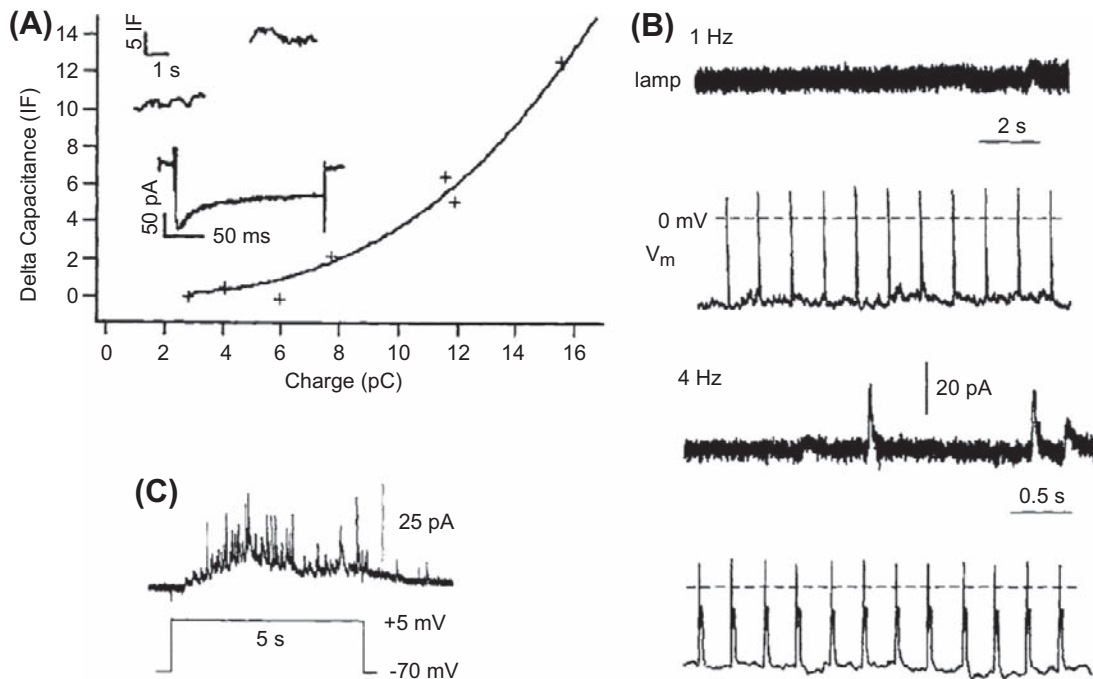 (A)
5 IF
1 s
14
12
10
8
6
4
2
0
Delta Capacitance (IF)
50 pA
50 ms
0 2 4 6 8 10 12 14 16
Charge (pC)
(B)
1 Hz
lamp
2 s
0 mV
Vm
4 Hz
20 pA
0.5 s
(C)
25 pA
+5 mV
5 s
-70 mV